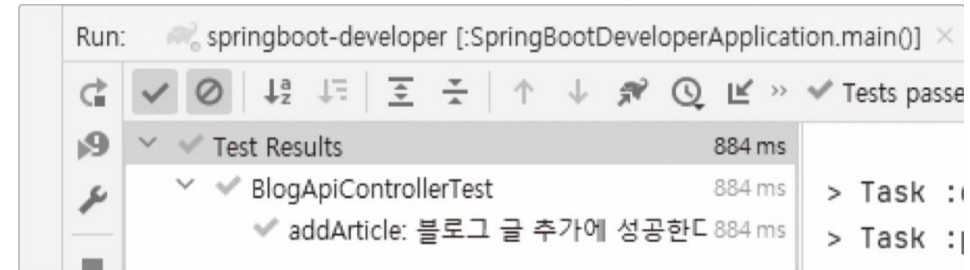 Run: springboot-developer [:SpringBootDeveloperApplication.main()] ×
» Tests passe
Test Results 884 ms
BlogApiControllerTest 884 ms
> Task :
addArticle: 블로그 글 추가에 성공한 884 ms
> Task :